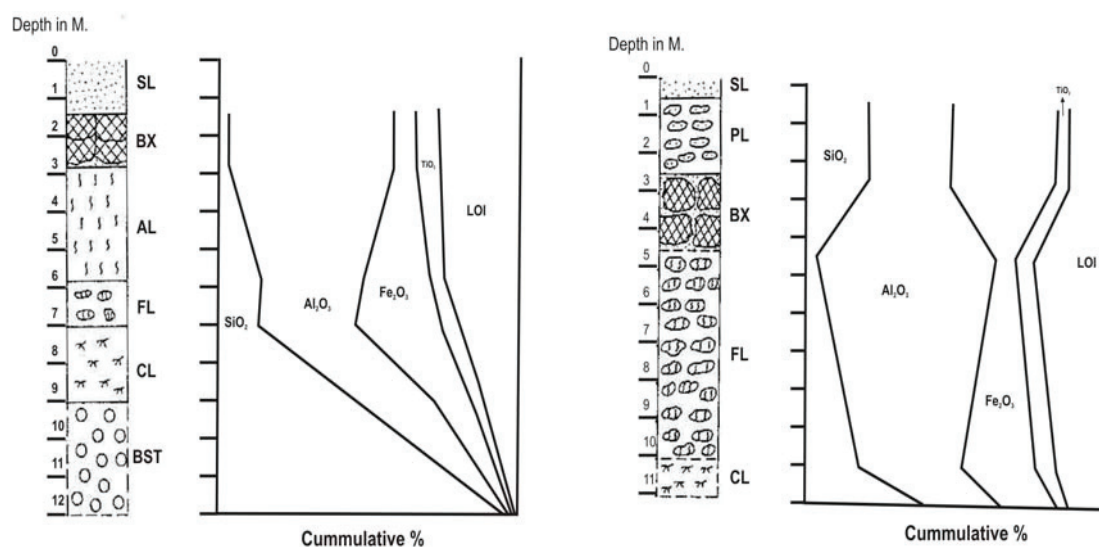 Depth in M.
0
1
2
3
4
5
6
7
8
9
10
11
12
SL
BX
AL
FL
CL
BST
SiO₂
Al₂O₃
Fe₂O₃
TiO₂
LOI
Cummulative %
Depth in M.
0
1
2
3
4
5
6
7
8
9
10
11
SL
PL
BX
FL
CL
SiO₂
Al₂O₃
Fe₂O₃
TiO₂
LOI
Cummulative %